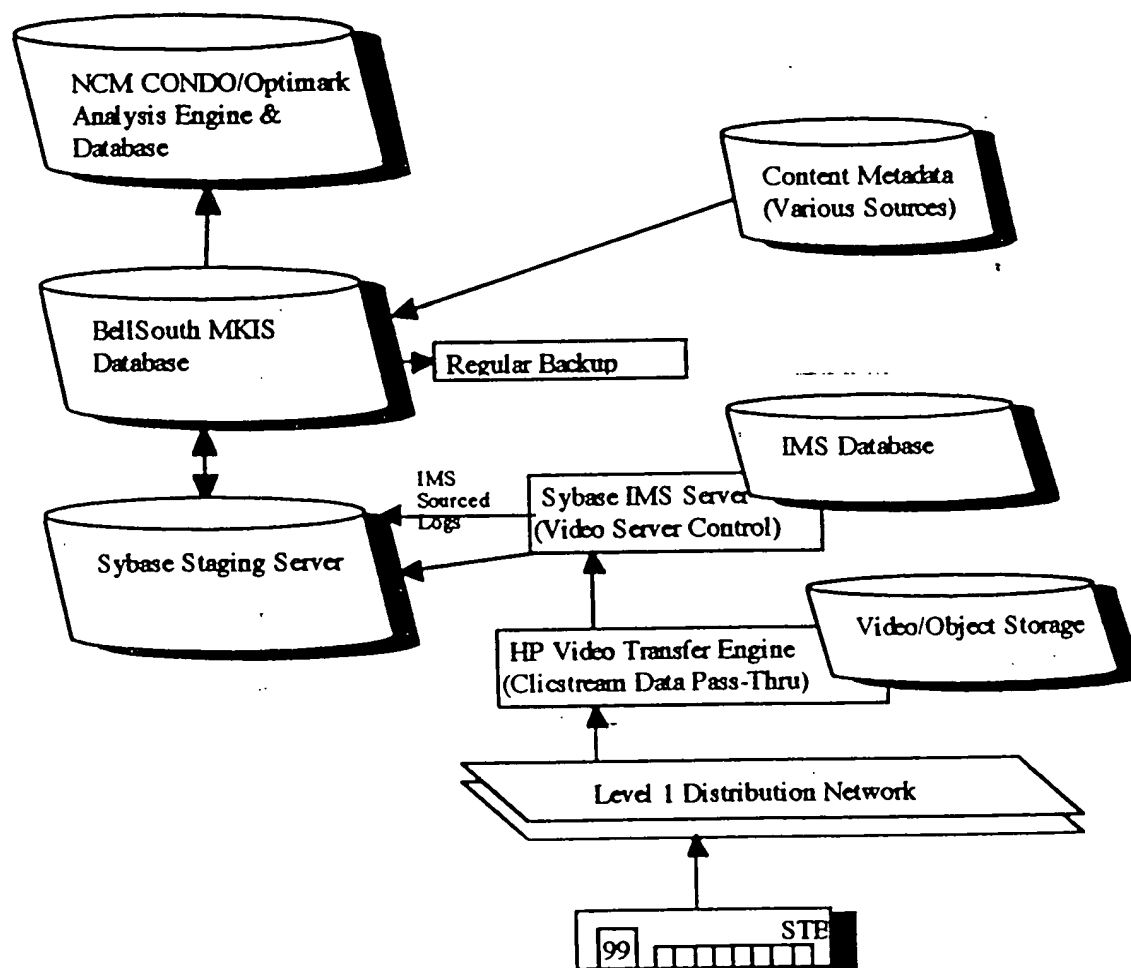 NCM CONDO/Optimark
Analysis Engine &
Database
Content Metadata
(Various Sources)
BellSouth MKIS
Database
Regular Backup
IMS Database
IMS
Sourced
Logs
Sybase IMS Server
(Video Server Control)
Sybase Staging Server
Video/Object Storage
HP Video Transfer Engine
(Clicstream Data Pass-Thru)
Level 1 Distribution Network
STB
99